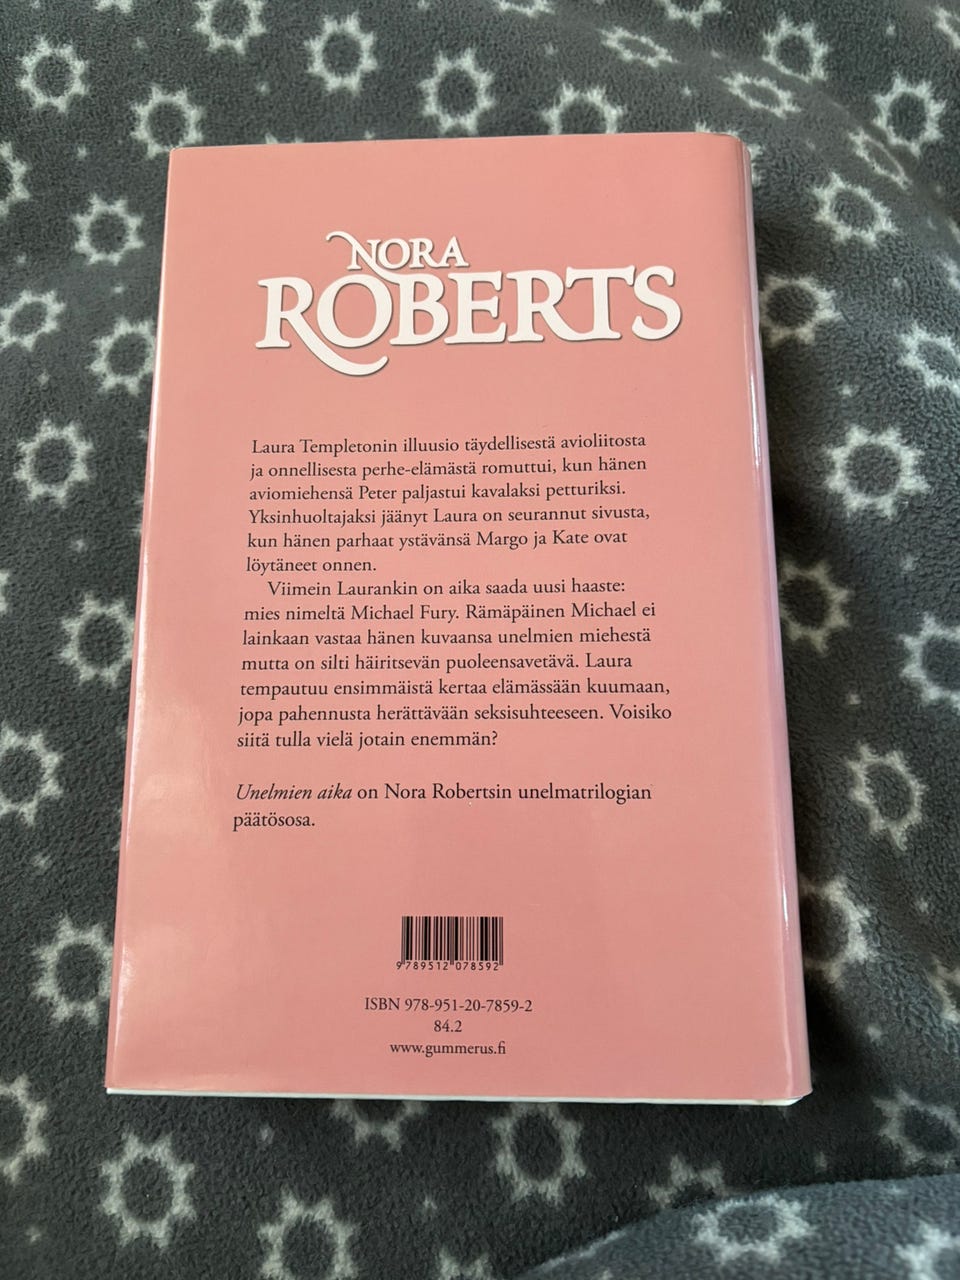 NORA
ROBERTS
Laura Templetonin illuusio täydellisestä avioliitosta
ja onnellisesta perhe-elämästä romuttui, kun hänen
aviomiehensä Peter paljastui kavalaksi petturiksi.
Yksinhuoltajaksi jäänyt Laura on seurannut sivusta,
kun hänen parhaat ystävänsä Margo ja Kate ovat
löytäneet onnen.
Viimein Laurankin on aika saada uusi haaste:
mies nimeltä Michael Fury. Rämäpäinen Michael ei
lainkaan vastaa hänen kuvaansa unelmien miehestä
mutta on silti häiritsevän puoleensavetävä. Laura
tempautuu ensimmäistä kertaa elämässään kuumaan,
jopa pahennusta herättävään seksisuhteeseen. Voisiko
siitä tulla vielä jotain enemmän?
Unelmien aika on Nora Robertsin unelmatrilogian
päätösosa.
9 789512 078592
ISBN 978-951-20-7859-2
84.2
www.gummerus.fi